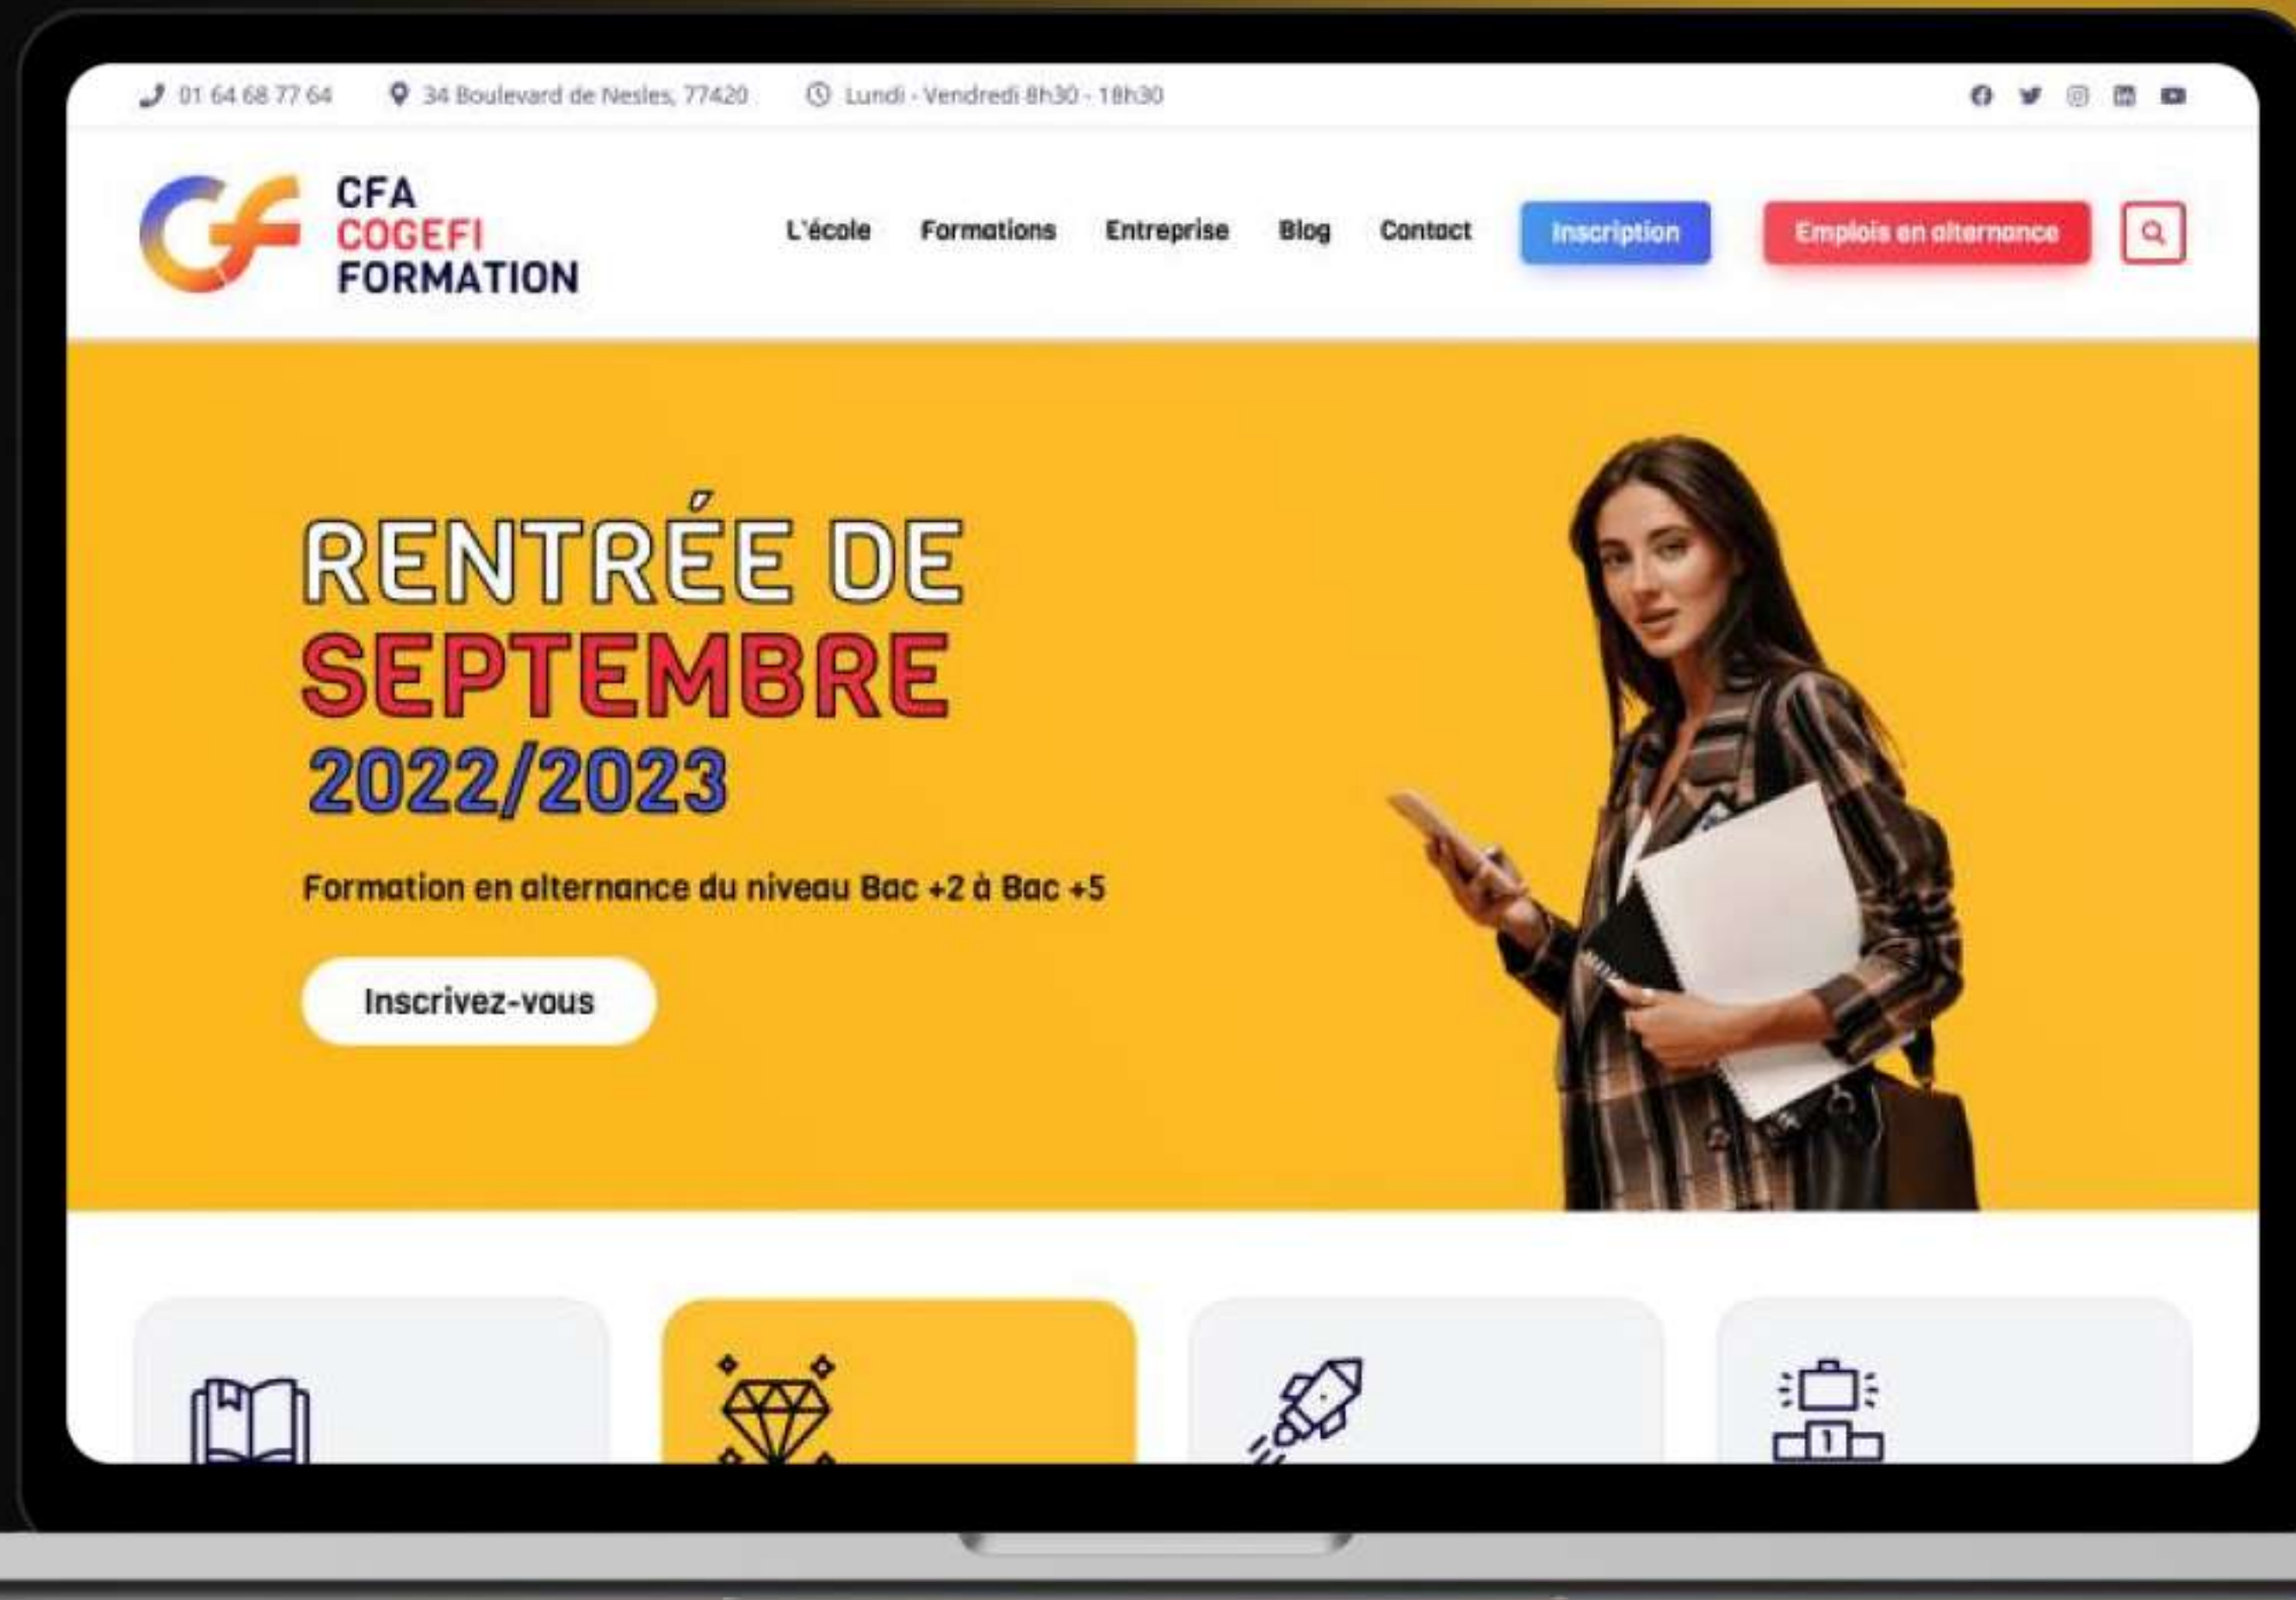 01 64 68 77 64
34 Boulevard de Nesles, 77420
Lundi - Vendredi 8h30 - 18h30
CFA
COGEFI
FORMATION
L'école
Formations
Entreprise
Blog
Contact
Inscription
Emplois en alternance
RENTRÉE DE
SEPTEMBRE
2022/2023
Formation en alternance du niveau Bac +2 à Bac +5
Inscrivez-vous
1